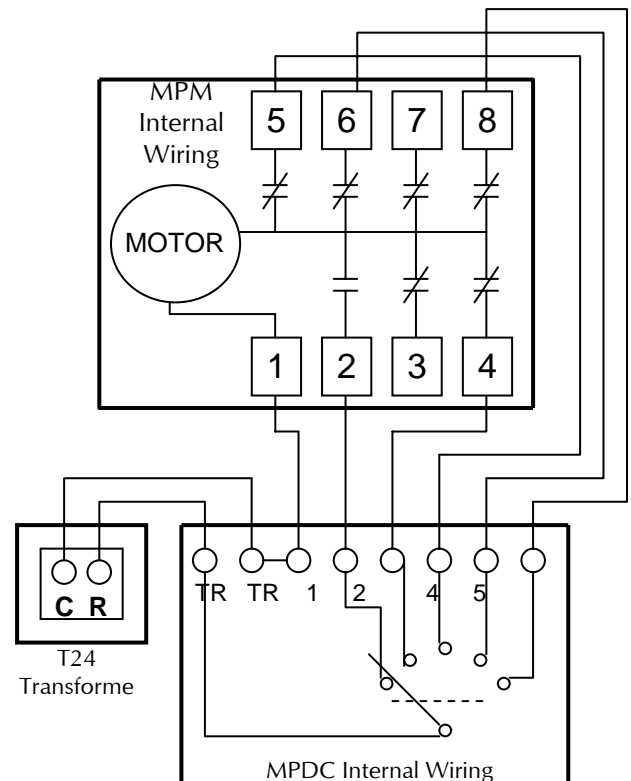 MPM
Internal
Wiring
5 6 7 8
MOTOR
1 2 3 4
TR TR 1 2 4 5
C R
T24
Transforme
MPDC Internal Wiring